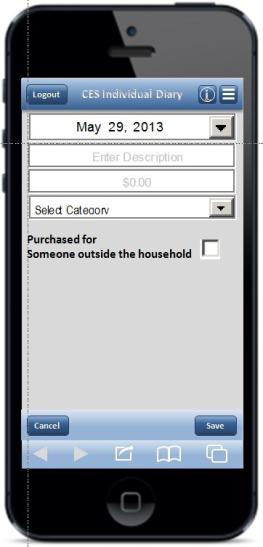 Logout CES Individual Diary
May 29, 2013
Enter Description
$0.00
Select Category
Purchased for
Someone outside the household
Cancel Save